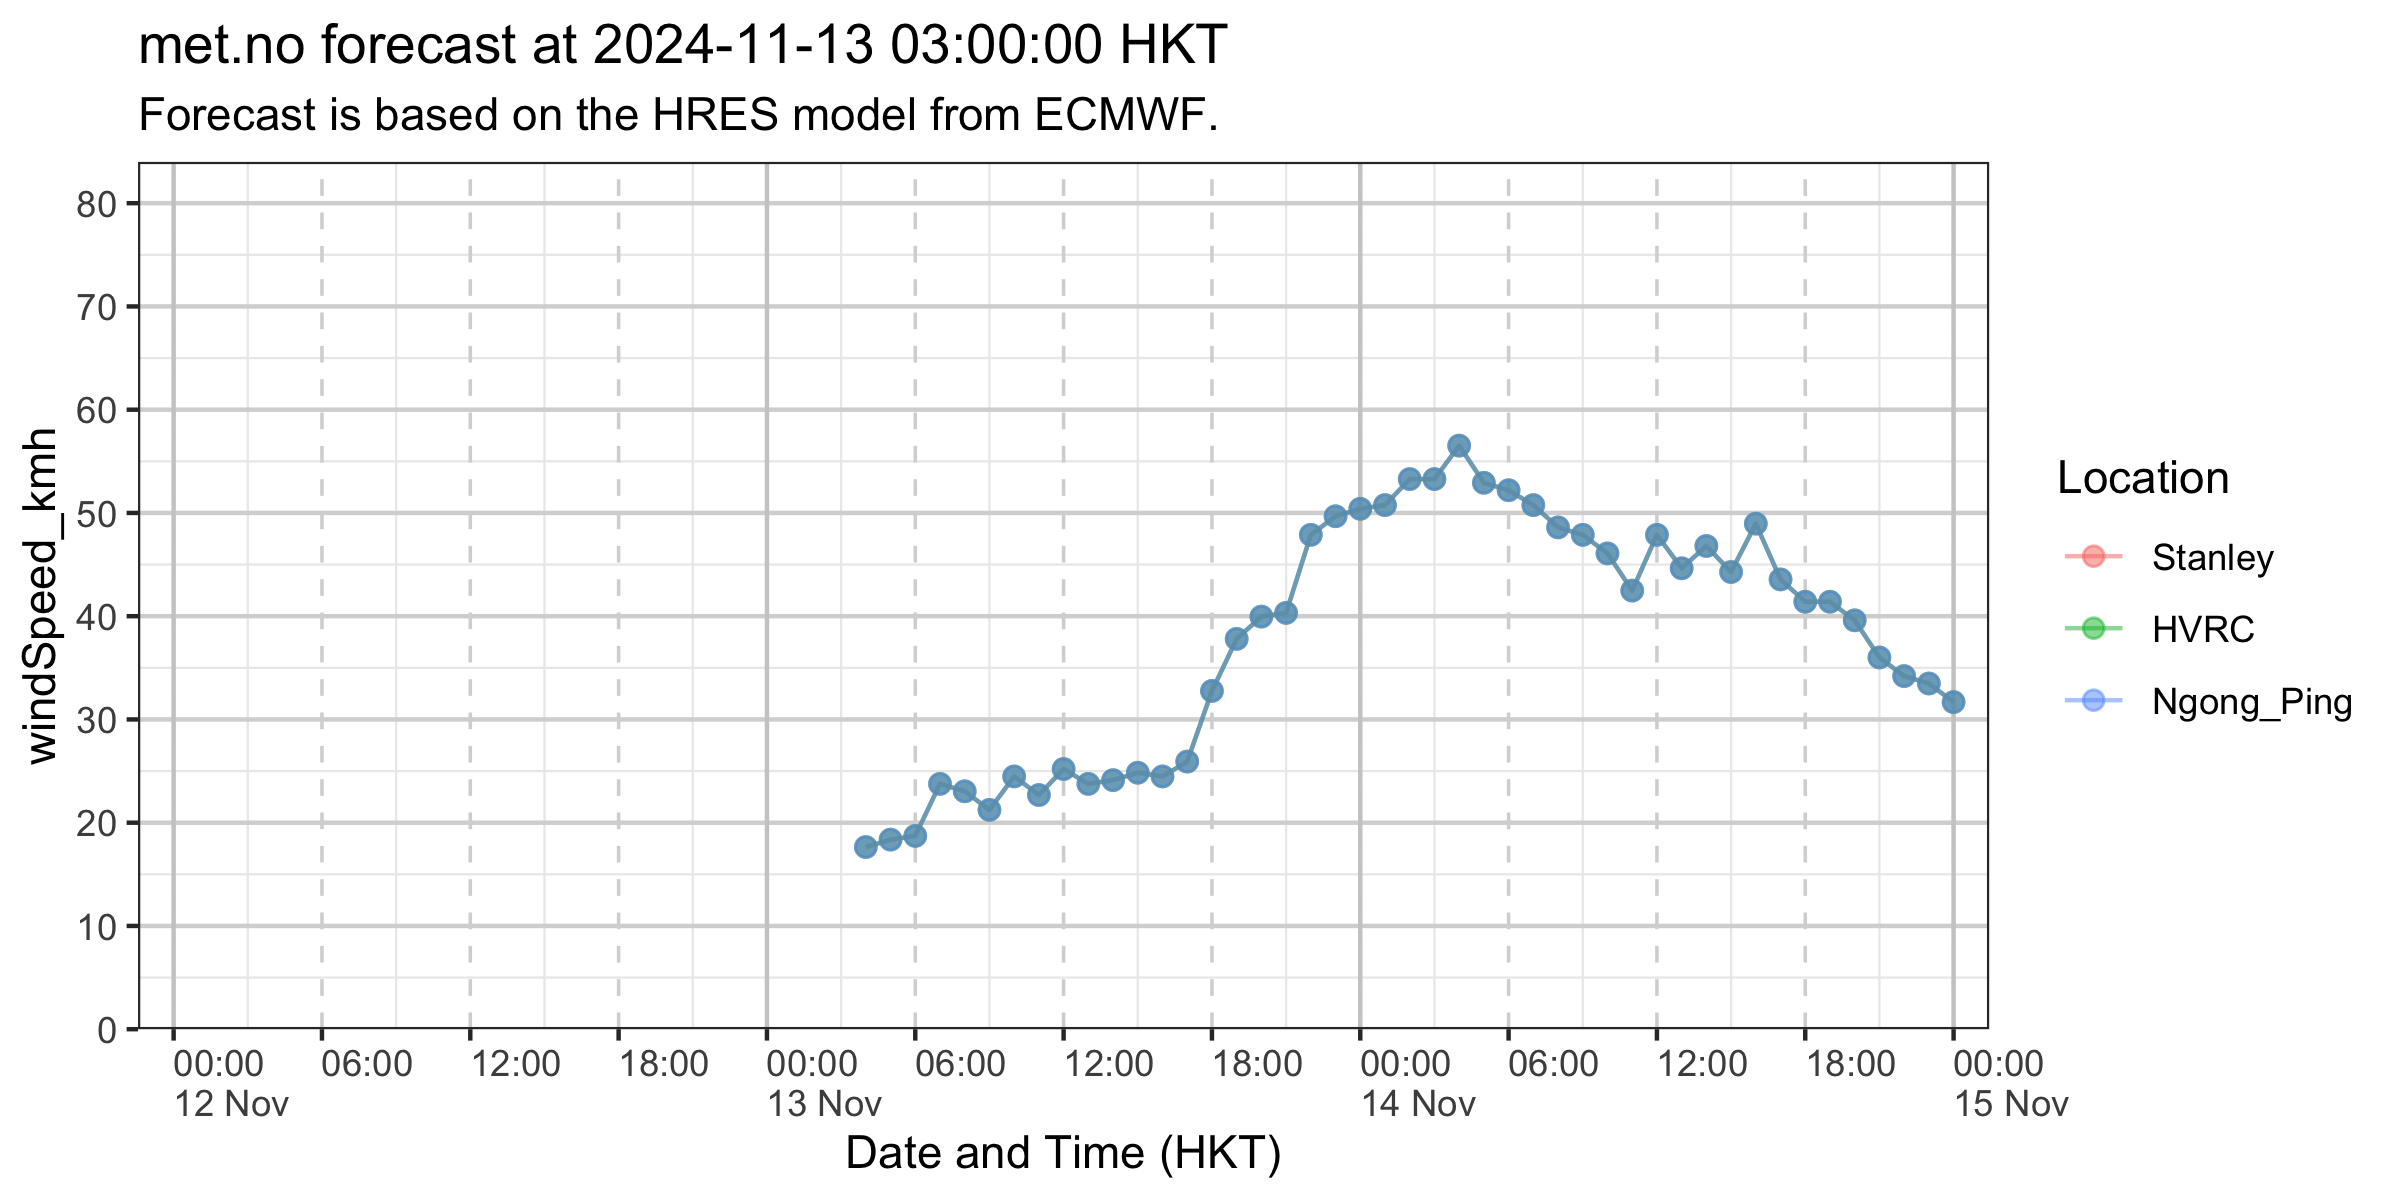 met.no forecast at 2024-11-13 03:00:00 HKT
Forecast is based on the HRES model from ECMWF.
windSpeed_kmh
80
70
60
50
40
30
20
10
0
00:00 06:00 12:00 18:00 00:00 06:00 12:00 18:00 00:00 06:00 12:00 18:00 00:00
12 Nov 13 Nov 14 Nov 15 Nov
Date and Time (HKT)
Location
Stanley
HVRC
Ngong_Ping